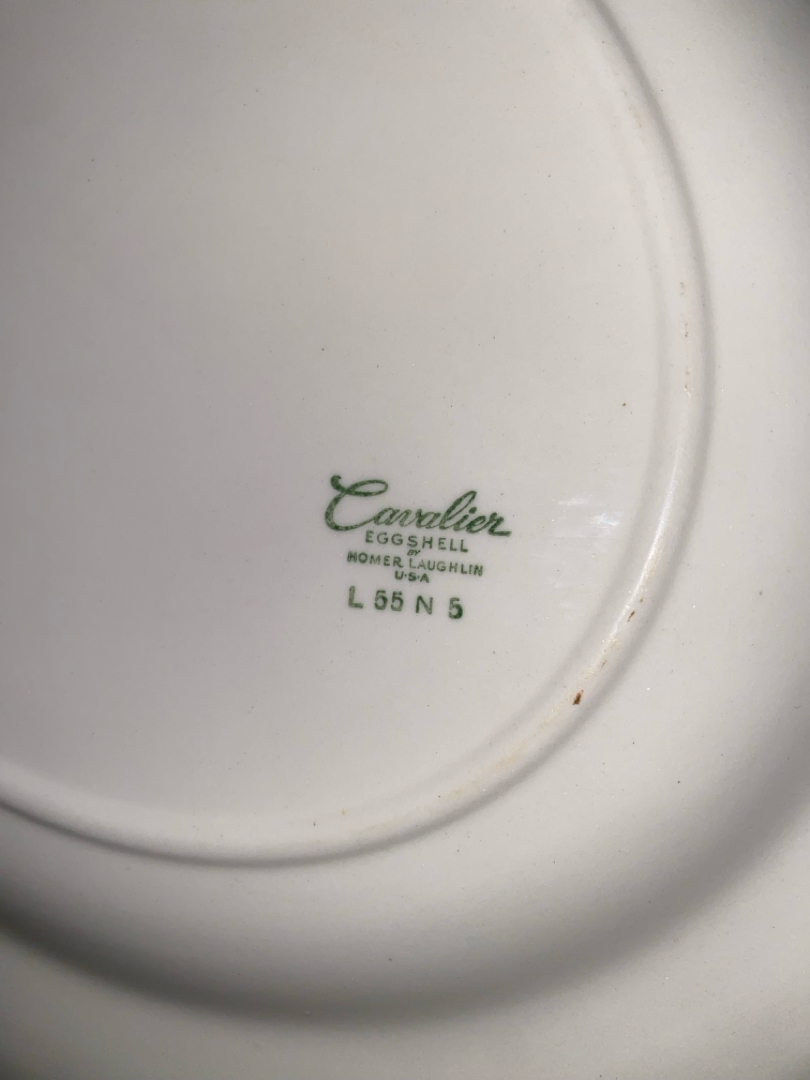 Cavalier
EGGSHELL
BY
HOMER LAUGHLIN
U·S·A
L 55 N 5